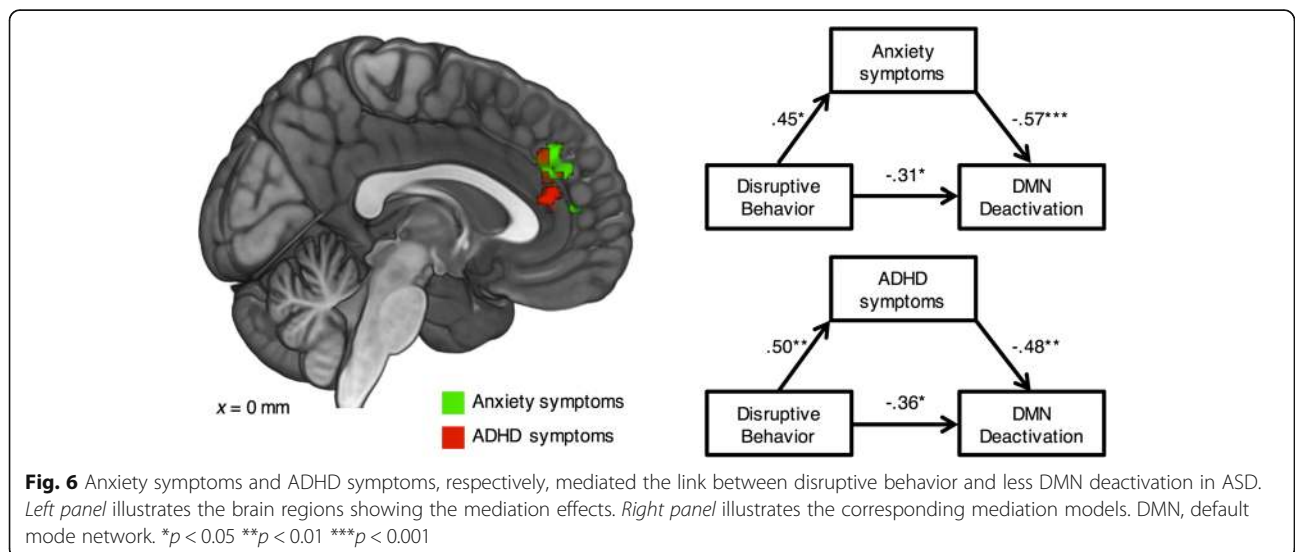 Anxiety
symptoms
.45*
-.57***
Disruptive
Behavior
-.31*
DMN
Deactivation
ADHD
symptoms
.50**
-.48**
Disruptive
Behavior
-.36*
DMN
Deactivation
x = 0 mm
Anxiety symptoms
ADHD symptoms
Fig. 6 Anxiety symptoms and ADHD symptoms, respectively, mediated the link between disruptive behavior and less DMN deactivation in ASD.
Left panel illustrates the brain regions showing the mediation effects. Right panel illustrates the corresponding mediation models. DMN, default
mode network. *p < 0.05 **p < 0.01 ***p < 0.001